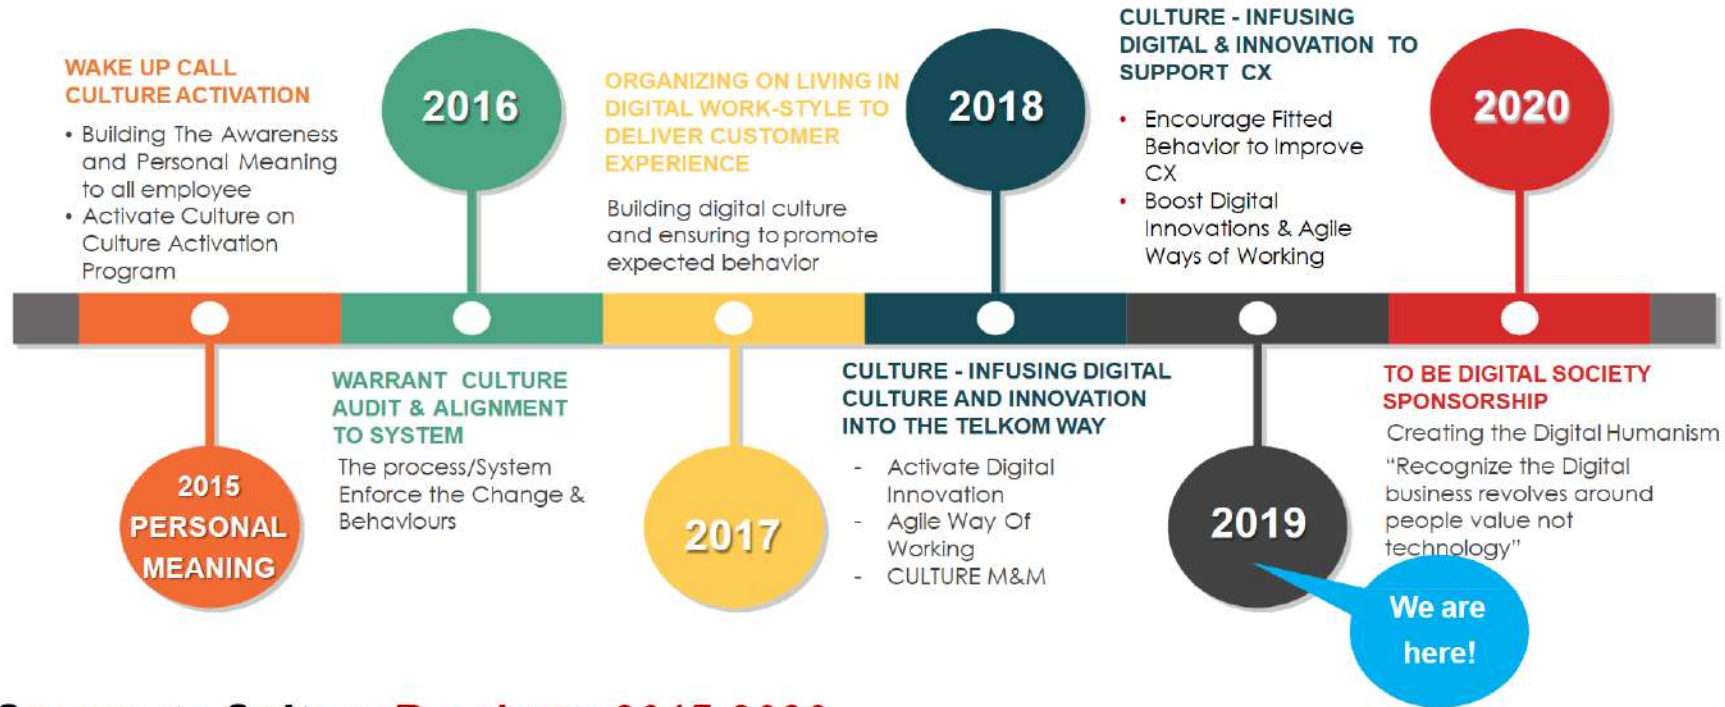 WAKE UP CALL
CULTURE ACTIVATION
• Building The Awareness
and Personal Meaning
to all employee
• Activate Culture on
Culture Activation
Program
2015
PERSONAL
MEANING
2016
WARRANT CULTURE
AUDIT & ALIGNMENT
TO SYSTEM
The process/System
Enforce the Change &
Behaviours
ORGANIZING ON LIVING IN
DIGITAL WORK-STYLE TO
DELIVER CUSTOMER
EXPERIENCE
Building digital culture
and ensuring to promote
expected behavior
2017
2018
CULTURE - INFUSING DIGITAL
CULTURE AND INNOVATION
INTO THE TELKOM WAY
- Activate Digital
Innovation
- Agile Way Of
Working
- CULTURE M&M
CULTURE - INFUSING
DIGITAL & INNOVATION TO
SUPPORT CX
• Encourage Fitted
Behavior to Improve
CX
• Boost Digital
Innovations & Agile
Ways of Working
2019
We are
here!
2020
TO BE DIGITAL SOCIETY
SPONSORSHIP
Creating the Digital Humanism
“Recognize the Digital
business revolves around
people value not
technology”
2015-2020